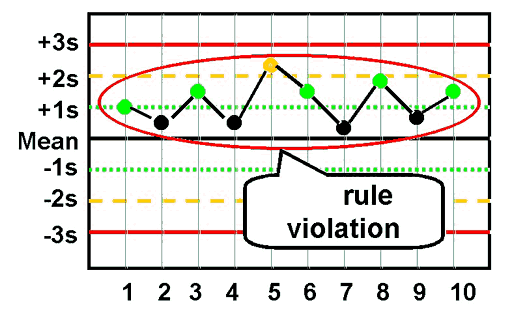 +3s
+2s
+1s
Mean
-1s
-2s
-3s
rule
violation
1 2 3 4 5 6 7 8 9 10